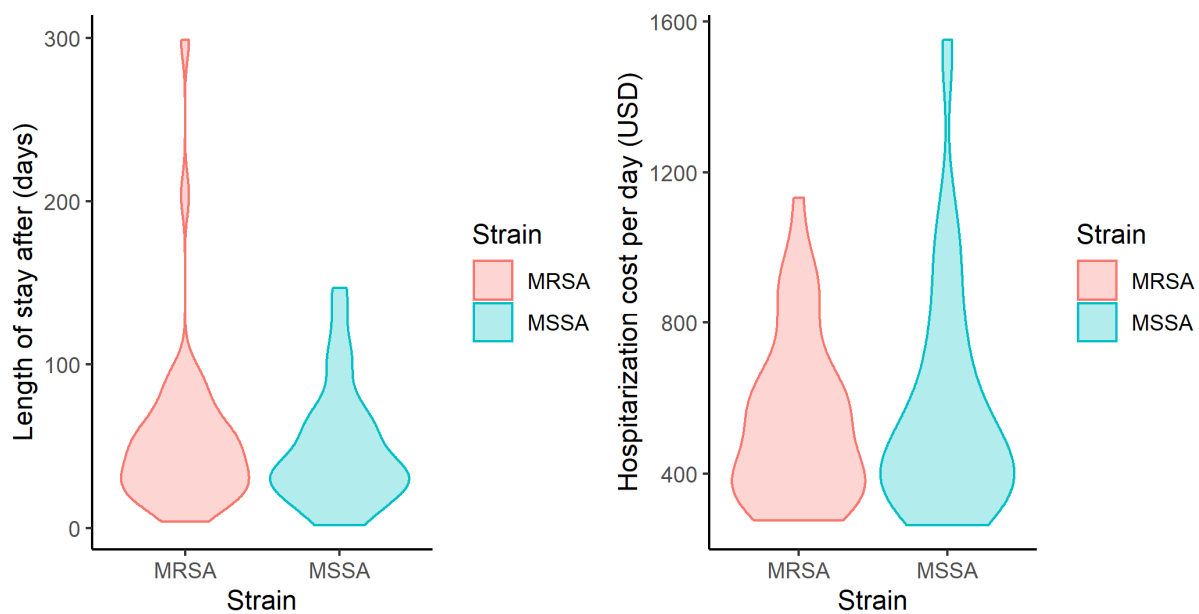 Length of stay after (days)
300
200
100
0
MRSA
MSSA
Strain
Strain
MRSA
MSSA
Hospitarization cost per day (USD)
1600
1200
800
400
MRSA
MSSA
Strain
Strain
MRSA
MSSA